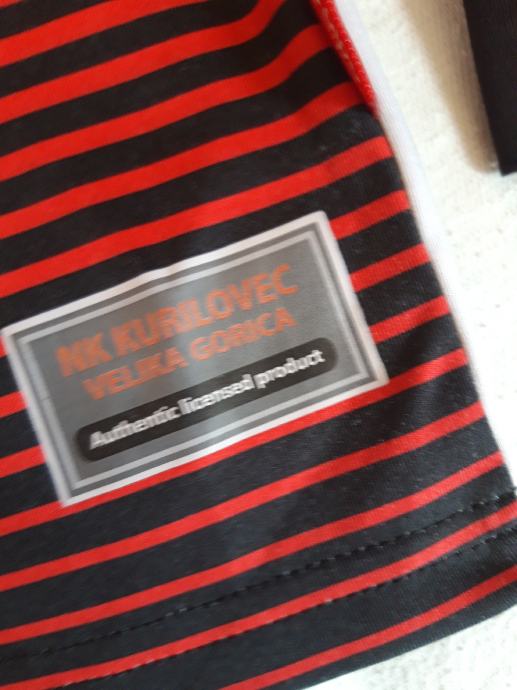 NK KURILOVEC
VELIKA GORICA
Authentic licensed product